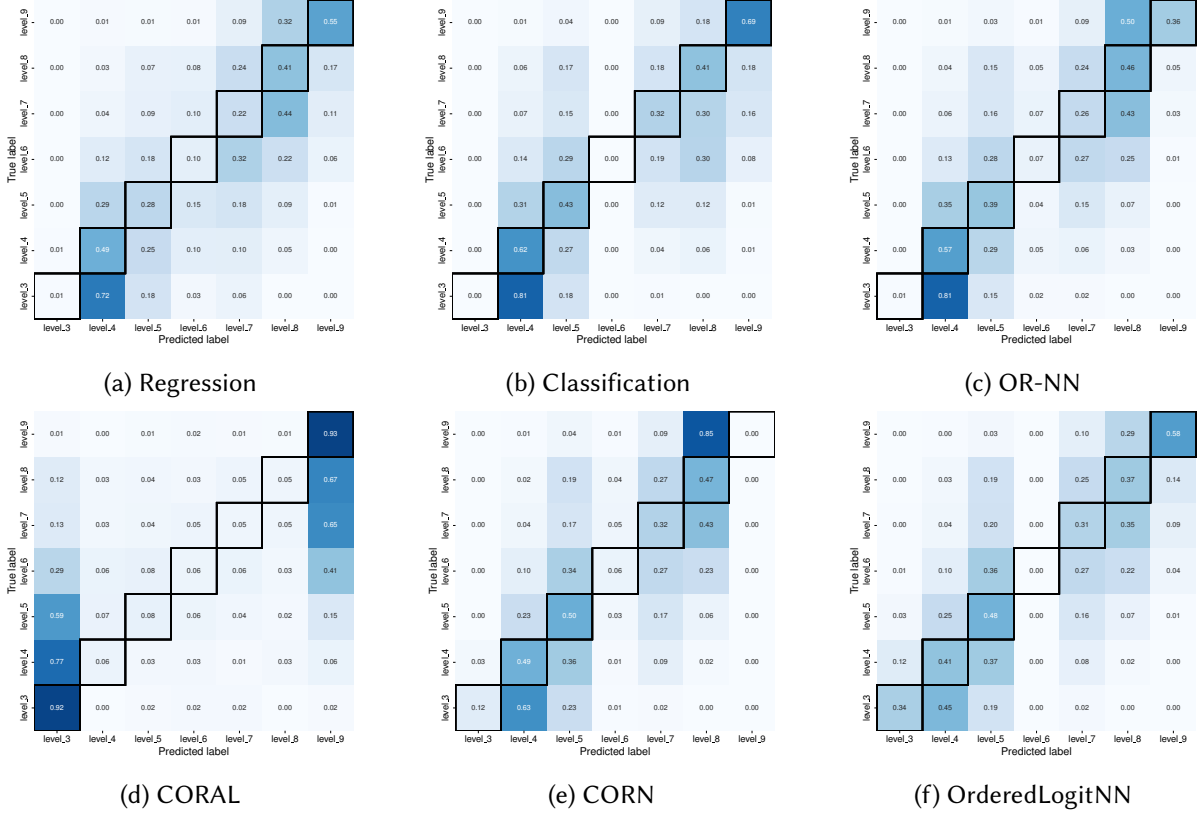 level_9 0.00 0.01 0.01 0.01 0.09 0.32 0.55
level_8 0.00 0.03 0.07 0.08 0.24 0.41 0.17
level_7 0.00 0.04 0.09 0.10 0.22 0.44 0.11
level_6 0.00 0.12 0.18 0.10 0.32 0.22 0.06
level_5 0.00 0.29 0.28 0.15 0.18 0.09 0.01
level_4 0.01 0.49 0.25 0.10 0.10 0.05 0.00
level_3 0.01 0.72 0.18 0.03 0.06 0.00 0.00
True label
level_3 level_4 level_5 level_6 level_7 level_8 level_9
Predicted label
(a) Regression
level_9 0.00 0.01 0.04 0.00 0.09 0.18 0.69
level_8 0.00 0.06 0.17 0.00 0.18 0.41 0.18
level_7 0.00 0.07 0.15 0.00 0.32 0.30 0.16
level_6 0.00 0.14 0.29 0.00 0.19 0.30 0.08
level_5 0.00 0.31 0.43 0.00 0.12 0.12 0.01
level_4 0.00 0.62 0.27 0.00 0.04 0.06 0.01
level_3 0.00 0.81 0.18 0.00 0.01 0.00 0.00
True label
level_3 level_4 level_5 level_6 level_7 level_8 level_9
Predicted label
(b) Classification
level_9 0.00 0.01 0.03 0.01 0.09 0.50 0.36
level_8 0.00 0.04 0.15 0.05 0.24 0.46 0.05
level_7 0.00 0.06 0.16 0.07 0.26 0.43 0.03
level_6 0.00 0.13 0.28 0.07 0.27 0.25 0.01
level_5 0.00 0.35 0.39 0.04 0.15 0.07 0.00
level_4 0.00 0.57 0.29 0.05 0.06 0.03 0.00
level_3 0.01 0.81 0.15 0.02 0.02 0.00 0.00
True label
level_3 level_4 level_5 level_6 level_7 level_8 level_9
Predicted label
(c) OR-NN
level_9 0.01 0.00 0.01 0.02 0.01 0.01 0.93
level_8 0.12 0.03 0.04 0.03 0.05 0.05 0.67
level_7 0.13 0.03 0.04 0.05 0.05 0.05 0.65
level_6 0.29 0.06 0.08 0.06 0.06 0.03 0.41
level_5 0.59 0.07 0.08 0.06 0.04 0.02 0.15
level_4 0.77 0.06 0.03 0.03 0.01 0.03 0.06
level_3 0.92 0.00 0.02 0.02 0.02 0.00 0.02
True label
level_3 level_4 level_5 level_6 level_7 level_8 level_9
Predicted label
(d) CORAL
level_9 0.00 0.01 0.04 0.01 0.09 0.85 0.00
level_8 0.00 0.02 0.19 0.04 0.27 0.47 0.00
level_7 0.00 0.04 0.17 0.05 0.32 0.43 0.00
level_6 0.00 0.10 0.34 0.06 0.27 0.23 0.00
level_5 0.00 0.23 0.50 0.03 0.17 0.06 0.00
level_4 0.03 0.49 0.36 0.01 0.09 0.02 0.00
level_3 0.12 0.63 0.23 0.01 0.00 0.00 0.00
True label
level_3 level_4 level_5 level_6 level_7 level_8 level_9
Predicted label
(e) CORN
level_9 0.00 0.00 0.03 0.00 0.10 0.29 0.58
level_8 0.00 0.03 0.19 0.00 0.25 0.37 0.14
level_7 0.00 0.04 0.20 0.00 0.31 0.35 0.09
level_6 0.01 0.10 0.36 0.00 0.27 0.22 0.04
level_5 0.03 0.25 0.48 0.00 0.15 0.07 0.01
level_4 0.12 0.41 0.37 0.00 0.08 0.02 0.00
level_3 0.34 0.45 0.19 0.00 0.02 0.00 0.00
True label
level_3 level_4 level_5 level_6 level_7 level_8 level_9
Predicted label
(f) OrderedLogitNN